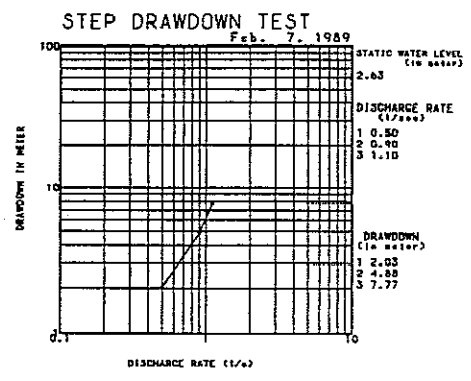 STEP DRAWDOWN TEST
Feb. 7. 1989
100
10
1
DRAWDOWN IN METER
0.1
1
10
DISCHARGE RATE (l/s)
STATIC WATER LEVEL
(in meter)
2.63
DISCHARGE RATE
(l/sec)
1 0.50
2 0.90
3 1.10
DRAWDOWN
(in meter)
1 2.03
2 4.88
3 7.77